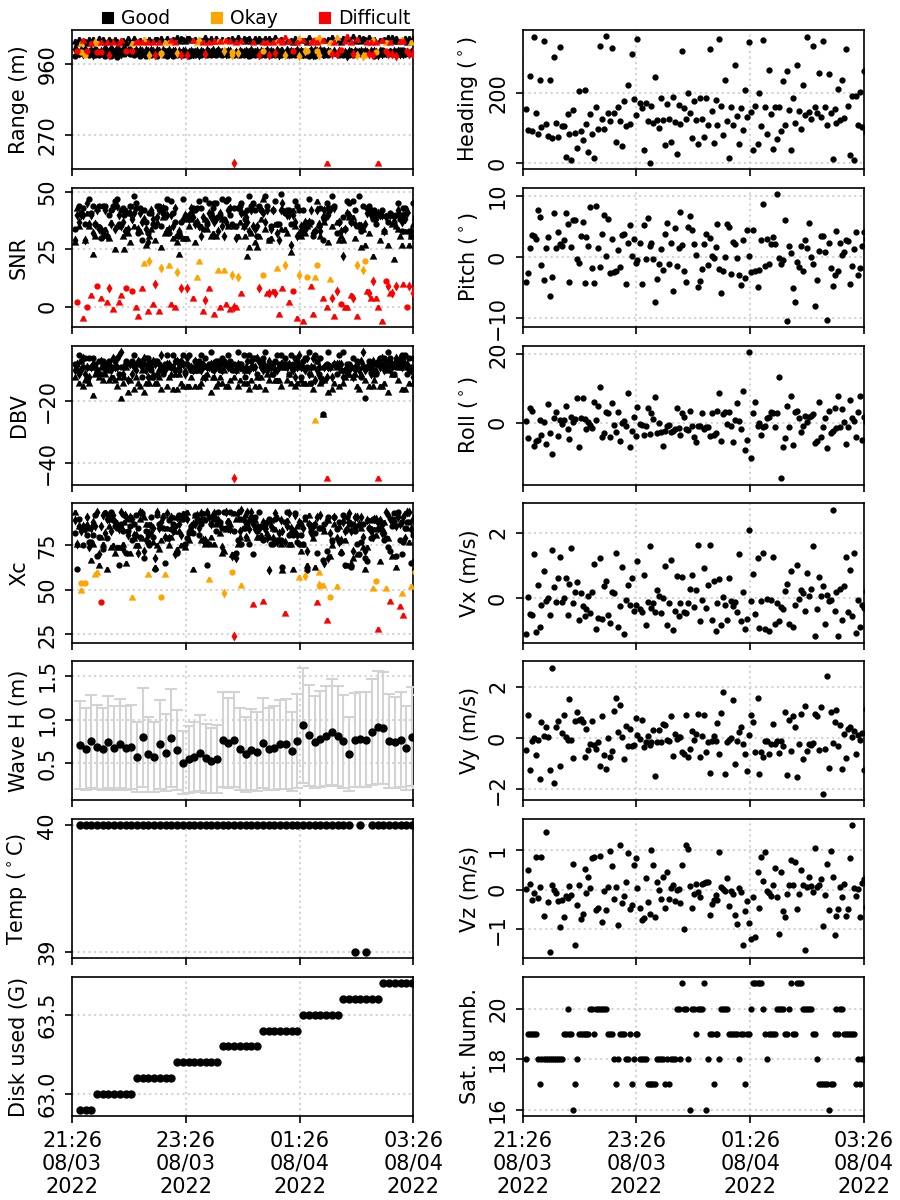 Good Okay Difficult
Range (m)
960
270
Heading (°)
200
0
SNR
50
25
0
Pitch (°)
10
0
−10
DBV
−20
−40
Roll (°)
20
0
Xc
75
50
25
Vx (m/s)
2
0
Wave H (m)
1.5
1.0
0.5
Vy (m/s)
2
0
−2
Temp (°C)
40
39
Vz (m/s)
1
0
−1
Disk used (G)
63.5
63.0
Sat. Numb.
20
18
16
21:26 23:26 01:26 03:26
08/03 08/03 08/04 08/04
2022 2022 2022 2022
21:26 23:26 01:26 03:26
08/03 08/03 08/04 08/04
2022 2022 2022 2022